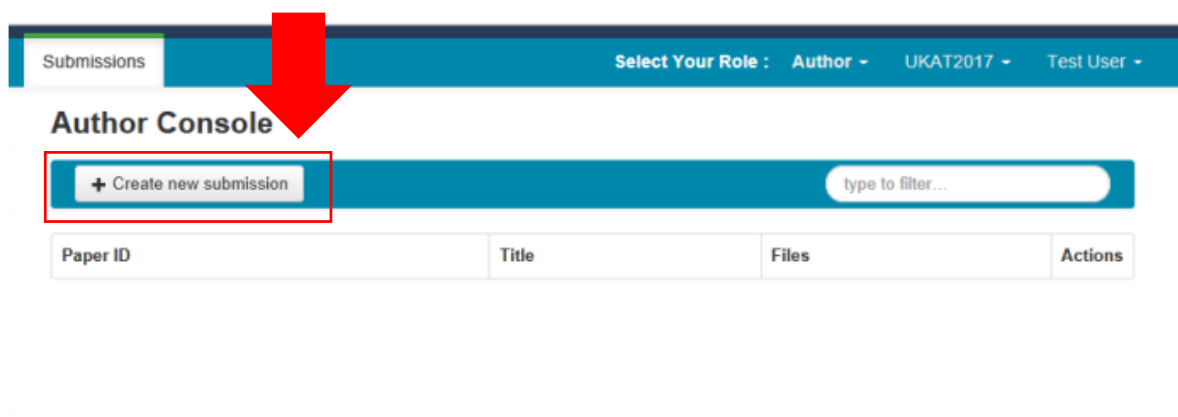 Submissions Select Your Role : Author UKAT2017 Test User
Author Console
+ Create new submission type to filter...
Paper ID Title Files Actions